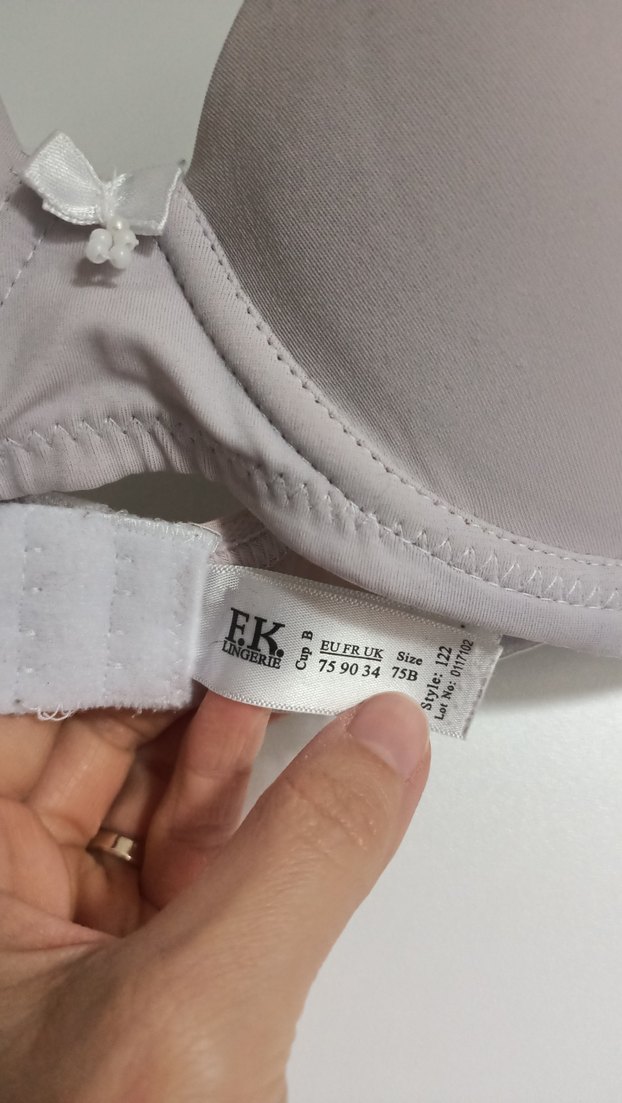 F.K.
LINGERIE
Cup B
EU FR UK
75 90 34
Size
75B
Style: 122
Lot No: 0117102